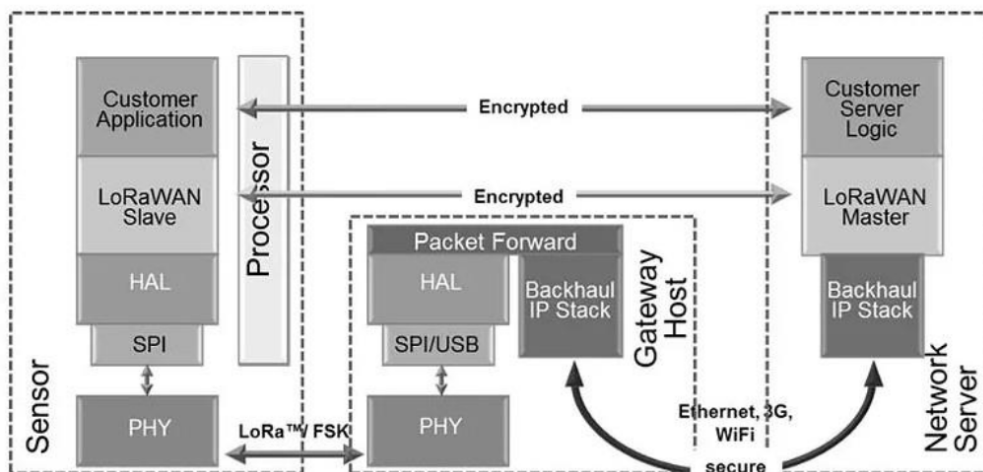 Customer
Application
LoRaWAN
Slave
HAL
SPI
PHY
Processor
Sensor
Encrypted
Encrypted
LoRa™/ FSK
Packet Forward
HAL
SPI/USB
PHY
Backhaul
IP Stack
Gateway
Host
Ethernet, 3G,
WiFi
secure
Customer
Server
Logic
LoRaWAN
Master
Backhaul
IP Stack
Network
Server